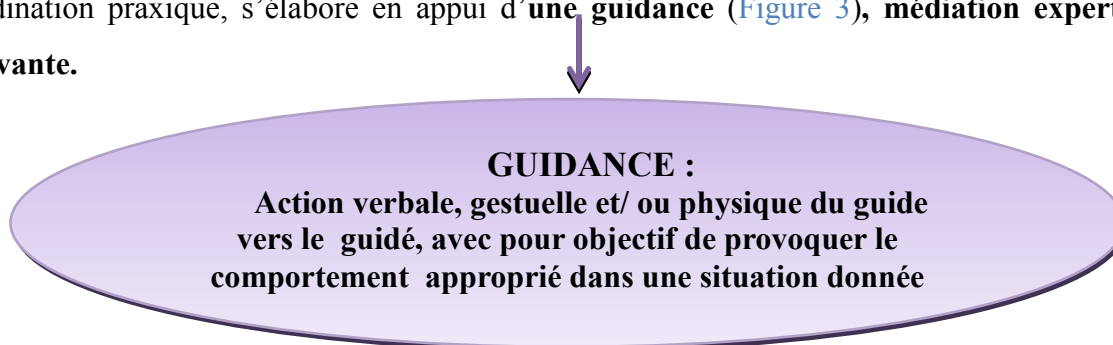 dination praxique, s’élabore en appui d’une guidance (Figure 3), médiation exper
vante.
GUIDANCE :
Action verbale, gestuelle et/ ou physique du guide
vers le guidé, avec pour objectif de provoquer le
comportement approprié dans une situation donnée